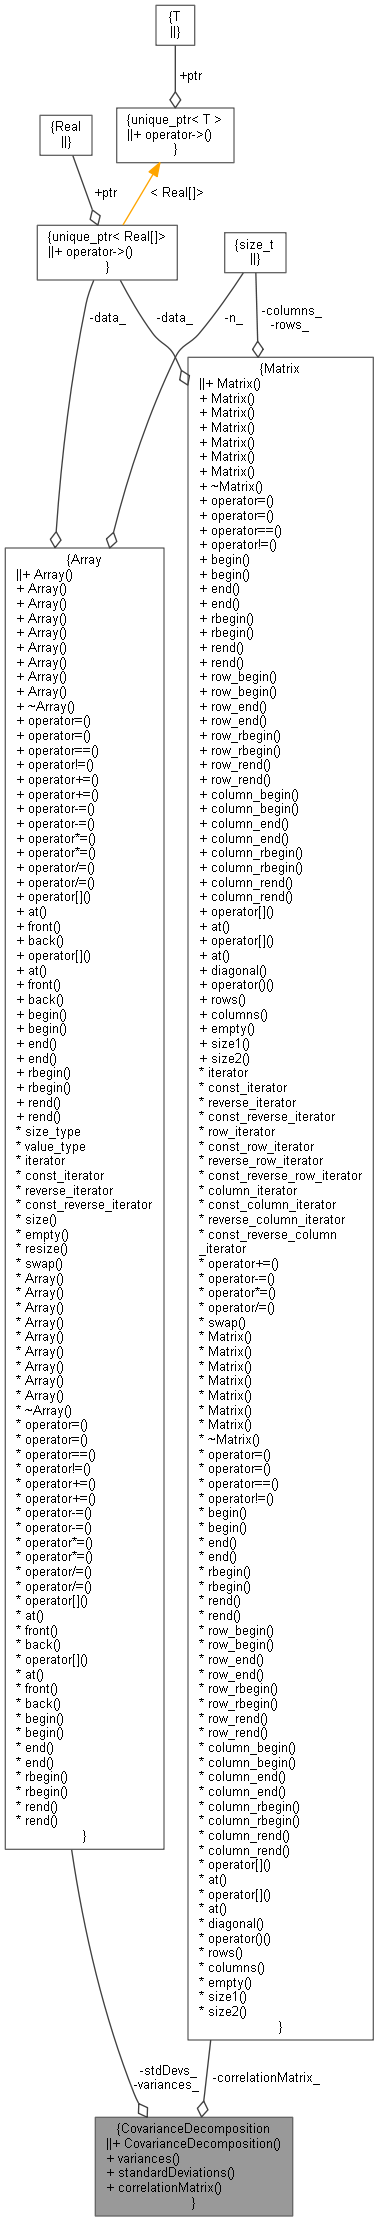 {T
||}
+ptr
{unique_ptr< T >
||+ operator->()
}
{Real
||}
+ptr
< Real[]>
{unique_ptr< Real[]>
||+ operator->()
}
{size_t
||}
-data_
-data_
-n_
-columns_
-rows_
{Matrix
||+ Matrix()
+ Matrix()
+ Matrix()
+ Matrix()
+ Matrix()
+ Matrix()
+ Matrix()
+ ~Matrix()
+ operator=()
+ operator=()
+ operator==()
+ operator!=()
+ begin()
+ begin()
+ end()
+ end()
+ rbegin()
+ rbegin()
+ rend()
+ rend()
+ row_begin()
+ row_begin()
+ row_end()
+ row_end()
+ row_rbegin()
+ row_rbegin()
+ row_rend()
+ row_rend()
+ column_begin()
+ column_begin()
+ column_end()
+ column_end()
+ column_rbegin()
+ column_rbegin()
+ column_rend()
+ column_rend()
+ operator[]()
+ at()
+ operator[]()
+ at()
+ diagonal()
+ operator()()
+ rows()
+ columns()
+ empty()
+ size1()
+ size2()
* iterator
* const_iterator
* reverse_iterator
* const_reverse_iterator
* row_iterator
* const_row_iterator
* reverse_row_iterator
* const_reverse_row_iterator
* column_iterator
* const_column_iterator
* reverse_column_iterator
* const_reverse_column
_iterator
* operator+=()
* operator-=()
* operator*=()
* operator/=()
* swap()
* Matrix()
* Matrix()
* Matrix()
* Matrix()
* Matrix()
* Matrix()
* Matrix()
* ~Matrix()
* operator=()
* operator=()
* operator==()
* operator!=()
* begin()
* begin()
* end()
* end()
* rbegin()
* rbegin()
* rend()
* rend()
* row_begin()
* row_begin()
* row_end()
* row_end()
* row_rbegin()
* row_rbegin()
* row_rend()
* row_rend()
* column_begin()
* column_begin()
* column_end()
* column_end()
* column_rbegin()
* column_rbegin()
* column_rend()
* column_rend()
* operator[]()
* at()
* operator[]()
* at()
* diagonal()
* operator()()
* rows()
* columns()
* empty()
* size1()
* size2()
}
{Array
||+ Array()
+ Array()
+ Array()
+ Array()
+ Array()
+ Array()
+ Array()
+ Array()
+ Array()
+ ~Array()
+ operator=()
+ operator=()
+ operator==()
+ operator!=()
+ operator+=()
+ operator+=()
+ operator-=()
+ operator-=()
+ operator*=()
+ operator*=()
+ operator/=()
+ operator/=()
+ operator[]()
+ at()
+ front()
+ back()
+ operator[]()
+ at()
+ front()
+ back()
+ begin()
+ begin()
+ end()
+ end()
+ rbegin()
+ rbegin()
+ rend()
+ rend()
* size_type
* value_type
* iterator
* const_iterator
* reverse_iterator
* const_reverse_iterator
* size()
* empty()
* resize()
* swap()
* Array()
* Array()
* Array()
* Array()
* Array()
* Array()
* Array()
* Array()
* Array()
* ~Array()
* operator=()
* operator=()
* operator==()
* operator!=()
* operator+=()
* operator+=()
* operator-=()
* operator-=()
* operator*=()
* operator*=()
* operator/=()
* operator/=()
* operator[]()
* at()
* front()
* back()
* operator[]()
* at()
* front()
* back()
* begin()
* begin()
* end()
* end()
* rbegin()
* rbegin()
* rend()
* rend()
}
-stdDevs_
-variances_
-correlationMatrix_
{CovarianceDecomposition
||+ CovarianceDecomposition()
+ variances()
+ standardDeviations()
+ correlationMatrix()
}